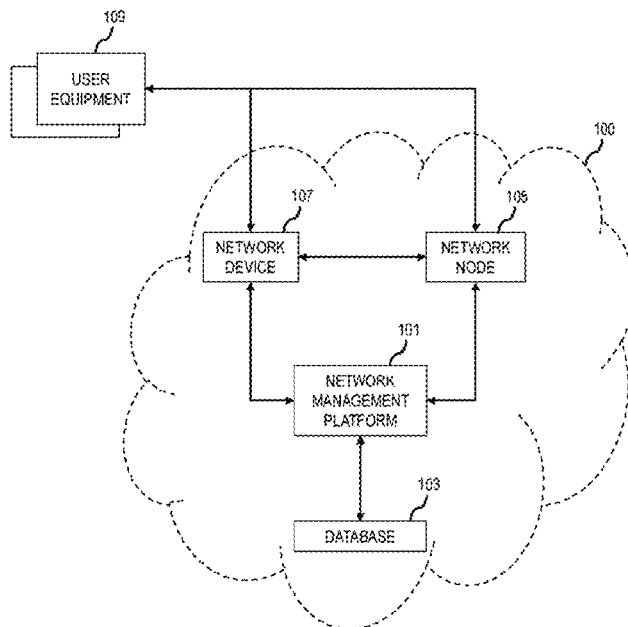 109
USER
EQUIPMENT
100
107
105
NETWORK
DEVICE
NETWORK
NODE
101
NETWORK
MANAGEMENT
PLATFORM
103
DATABASE